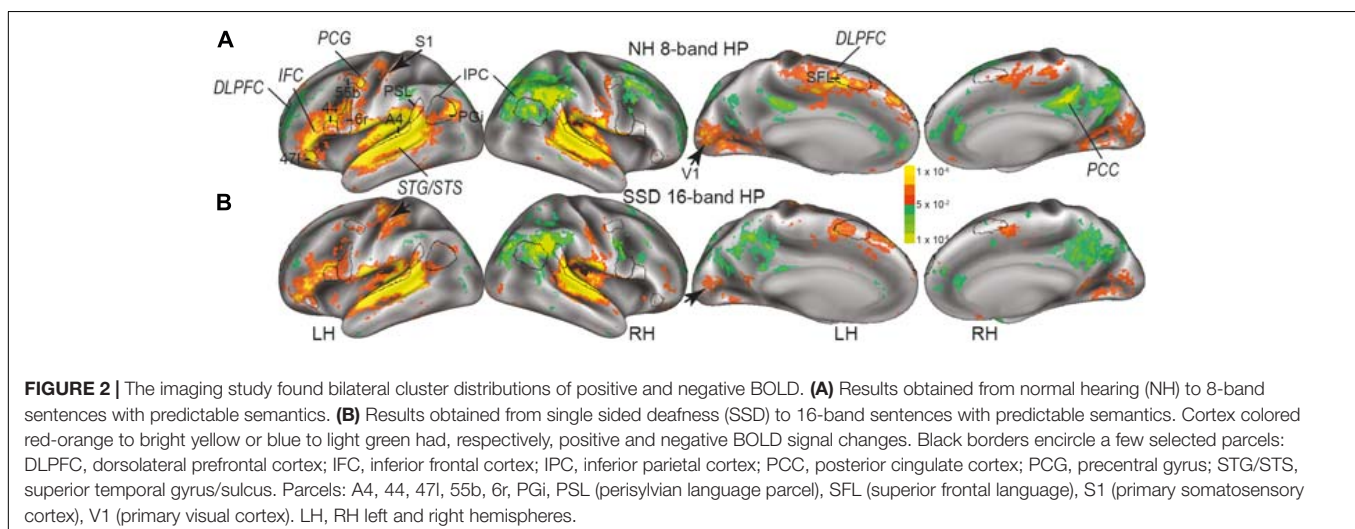 A
PCG
S1
NH 8-band HP
DLPFC
IFC
DLPFC
55b
PSL
IPC
SFL
44
6r
A4
PGi
47l
V1
PCC
STG/STS
1 x 10
5 x 10-2
1 x 10
B
SSD 16-band HP
LH
RH
LH
RH
FIGURE 2 | The imaging study found bilateral cluster distributions of positive and negative BOLD. (A) Results obtained from normal hearing (NH) to 8-band
sentences with predictable semantics. (B) Results obtained from single sided deafness (SSD) to 16-band sentences with predictable semantics. Cortex colored
red-orange to bright yellow or blue to light green had, respectively, positive and negative BOLD signal changes. Black borders encircle a few selected parcels:
DLPFC, dorsolateral prefrontal cortex; IFC, inferior frontal cortex; IPC, inferior parietal cortex; PCC, posterior cingulate cortex; PCG, precentral gyrus; STG/STS,
superior temporal gyrus/sulcus. Parcels: A4, 44, 47l, 55b, 6r, PGi, PSL (perisylvian language parcel), SFL (superior frontal language), S1 (primary somatosensory
cortex), V1 (primary visual cortex). LH, RH left and right hemispheres.